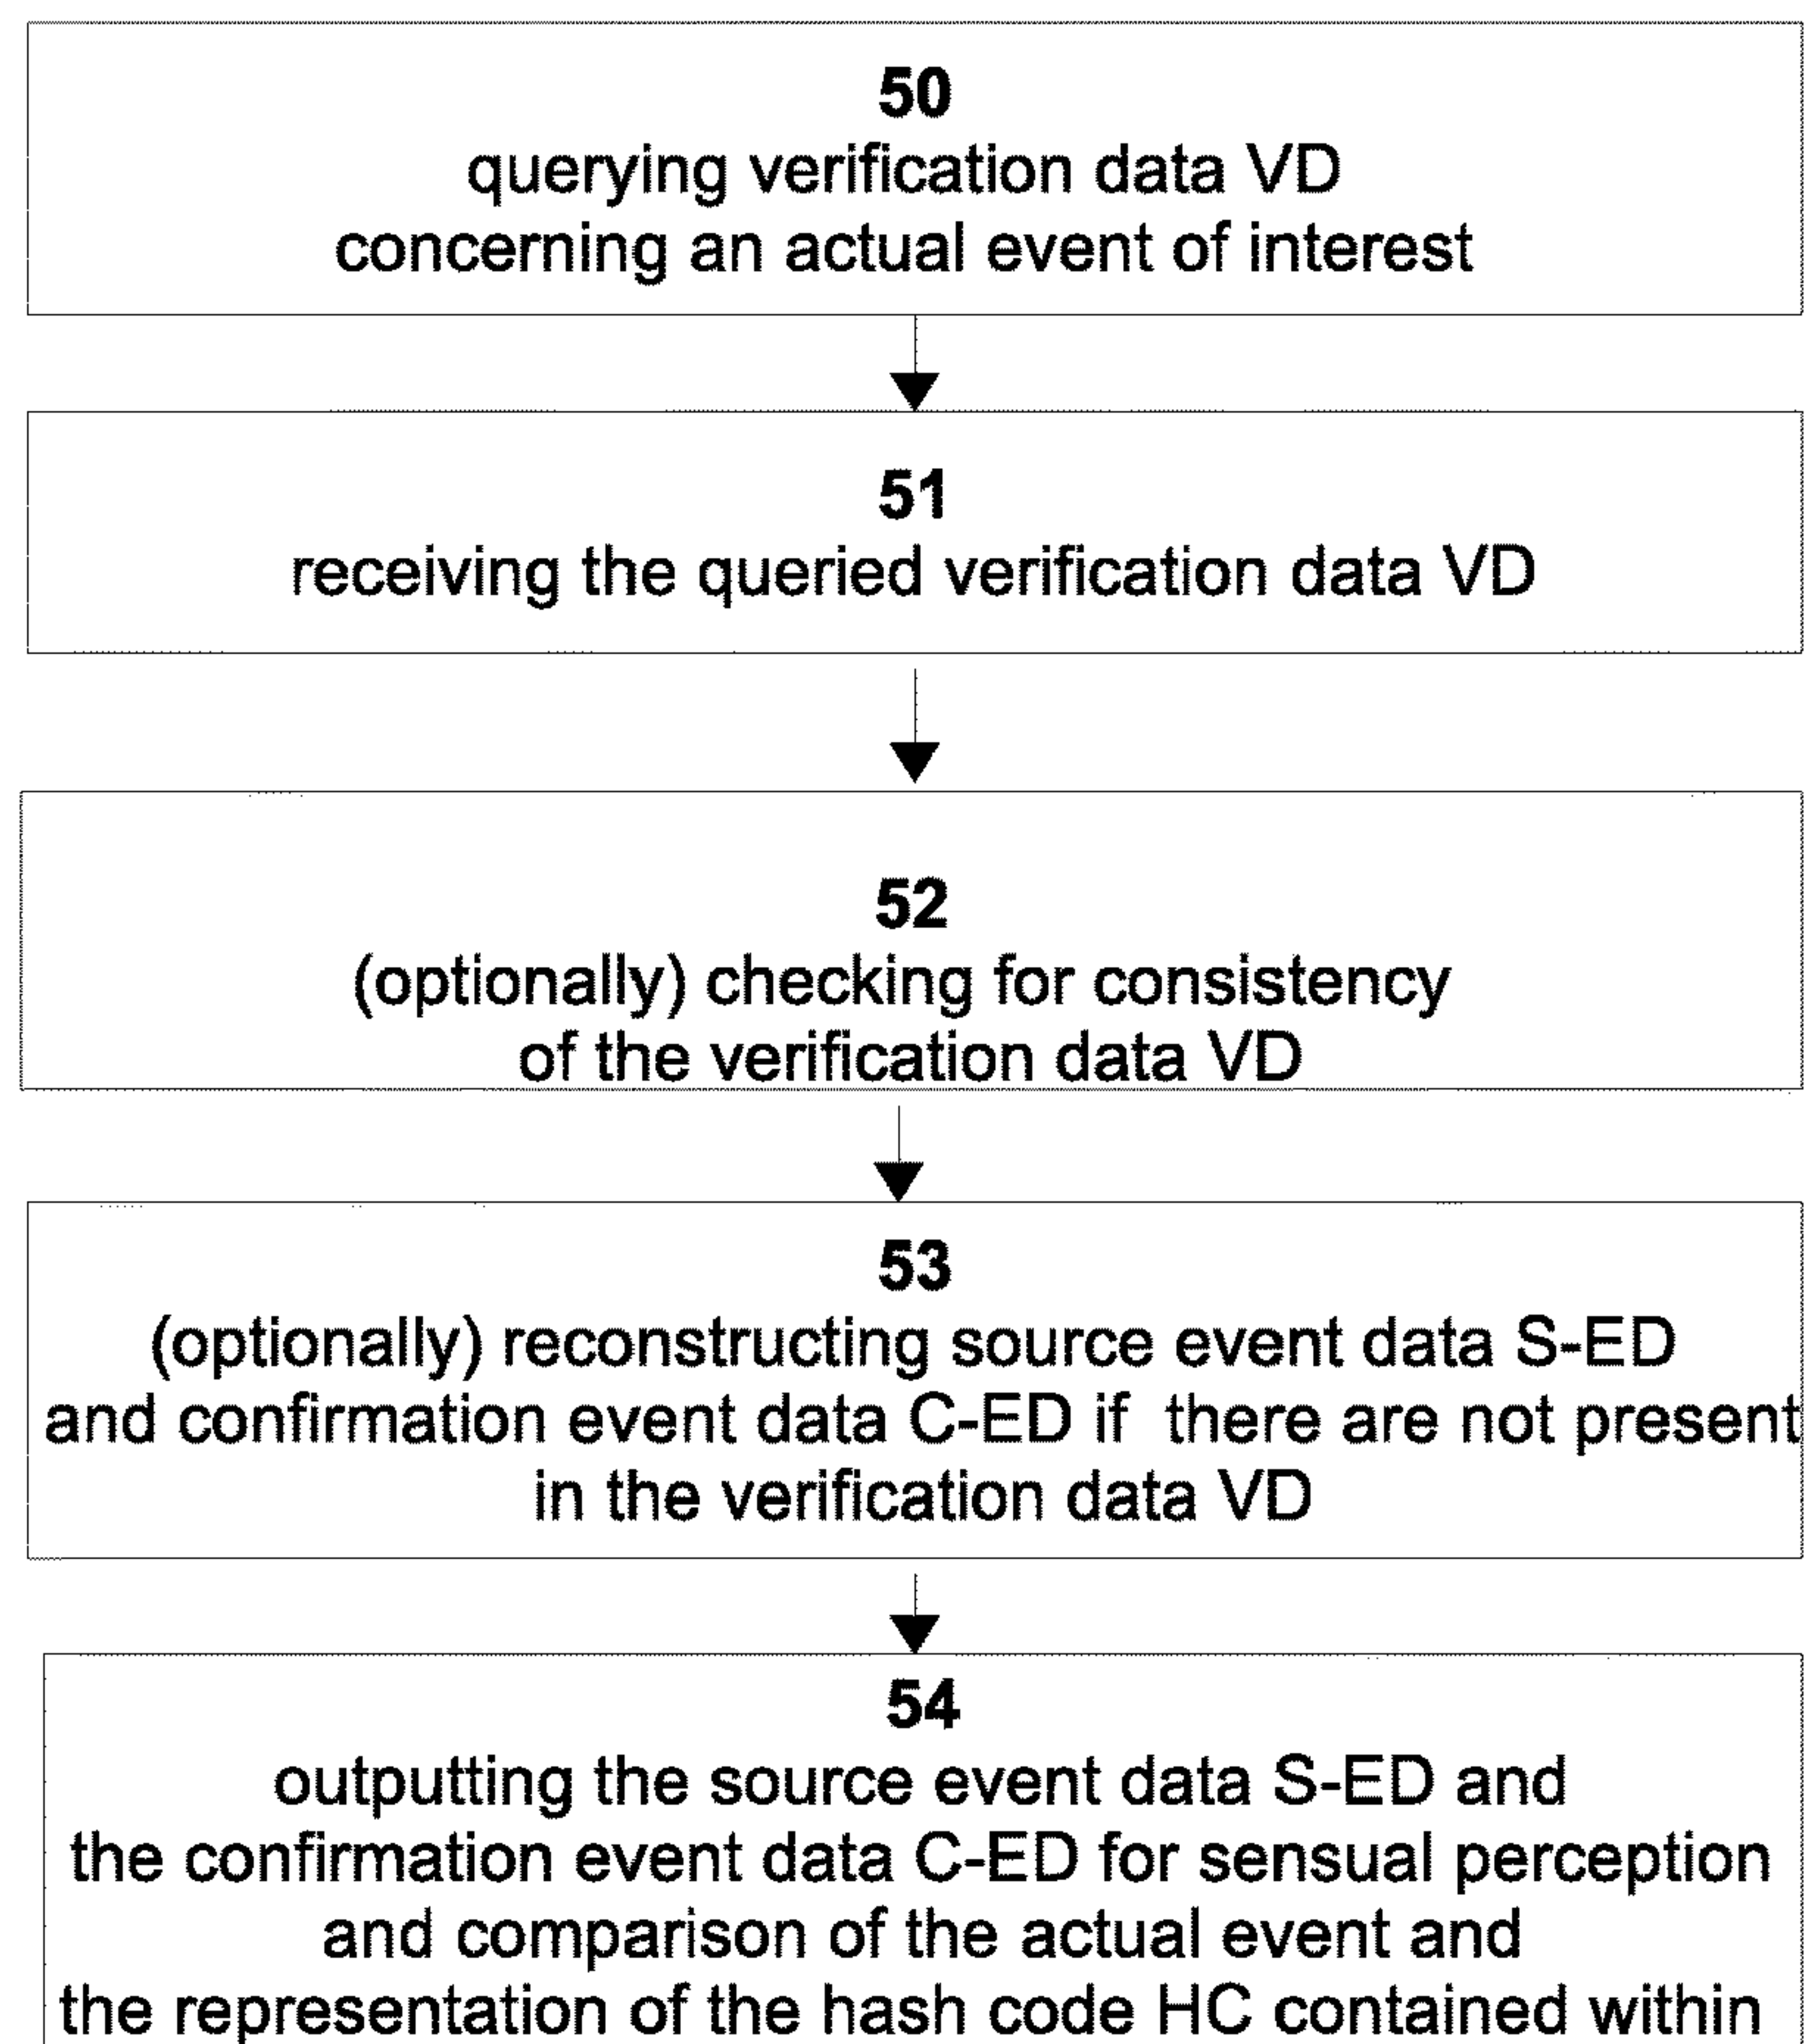 50
querying verification data VD
concerning an actual event of interest
51
receiving the queried verification data VD
52
(optionally) checking for consistency
of the verification data VD
53
(optionally) reconstructing source event data S-ED
and confirmation event data C-ED if  there are not present
in the verification data VD
54
outputting the source event data S-ED and
the confirmation event data C-ED for sensual perception
and comparison of the actual event and
the representation of the hash code HC contained within